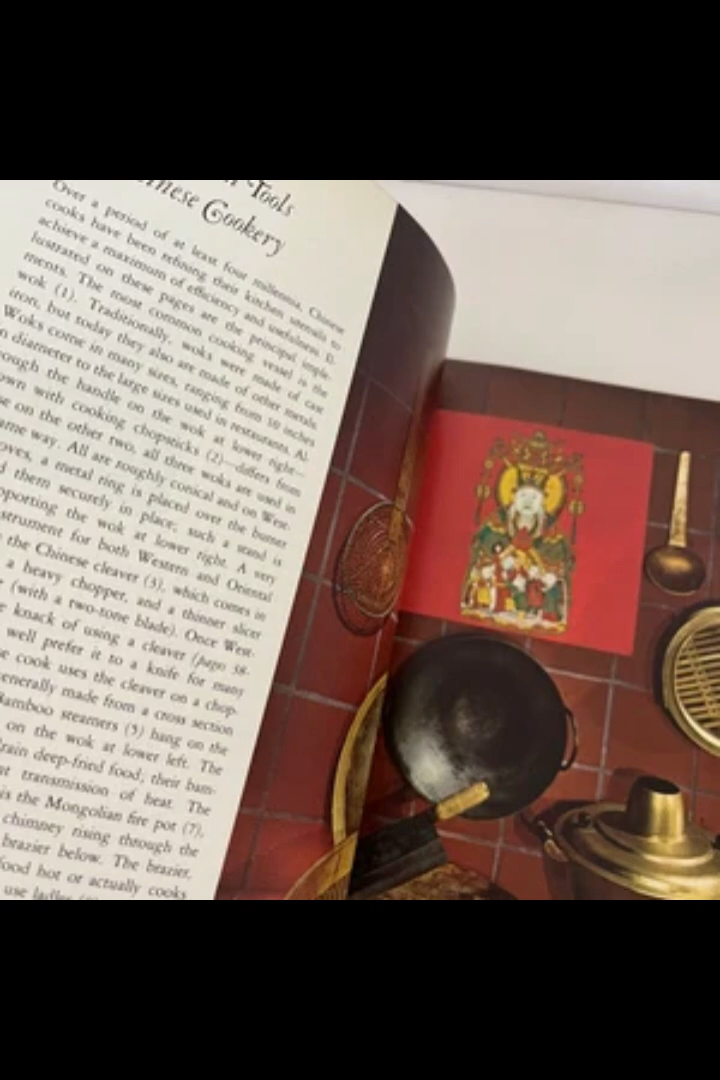 Tools
Chinese Cookery
Over a period of at least four millennia, Chinese
cooks have been refining their kitchen utensils to
achieve a maximum of efficiency and usefulness. Il-
lustrated on these pages are the principal imple-
ments. The most common cooking vessel is the
wok (1). Traditionally, woks were made of cast
iron, but today they also are made of other metals.
Woks come in many sizes, ranging from 10 inches
diameter to the large sizes used in restaurants. Al-
ough the handle on the wok at lower right—
own with cooking chopsticks (2)—differs from
on the other two, all three woks are used in
ame way. All are roughly conical and on West-
oves, a metal ring is placed over the burner
them securely in place; such a stand is
pporting the wok at lower right. A very
strument for both Western and Oriental
the Chinese cleaver (3), which comes in
a heavy chopper, and a thinner slicer
(with a two-tone blade). Once West-
knack of using a cleaver (pages 38-
well prefer it to a knife for many
cook uses the cleaver on a chop-
enerally made from a cross section
Bamboo steamers (5) hang on the
on the wok at lower left. The
rain deep-fried food; their bam-
transmission of heat. The
is the Mongolian fire pot (7),
chimney rising through the
brazier below. The brazier,
food hot or actually cooks
use ladles